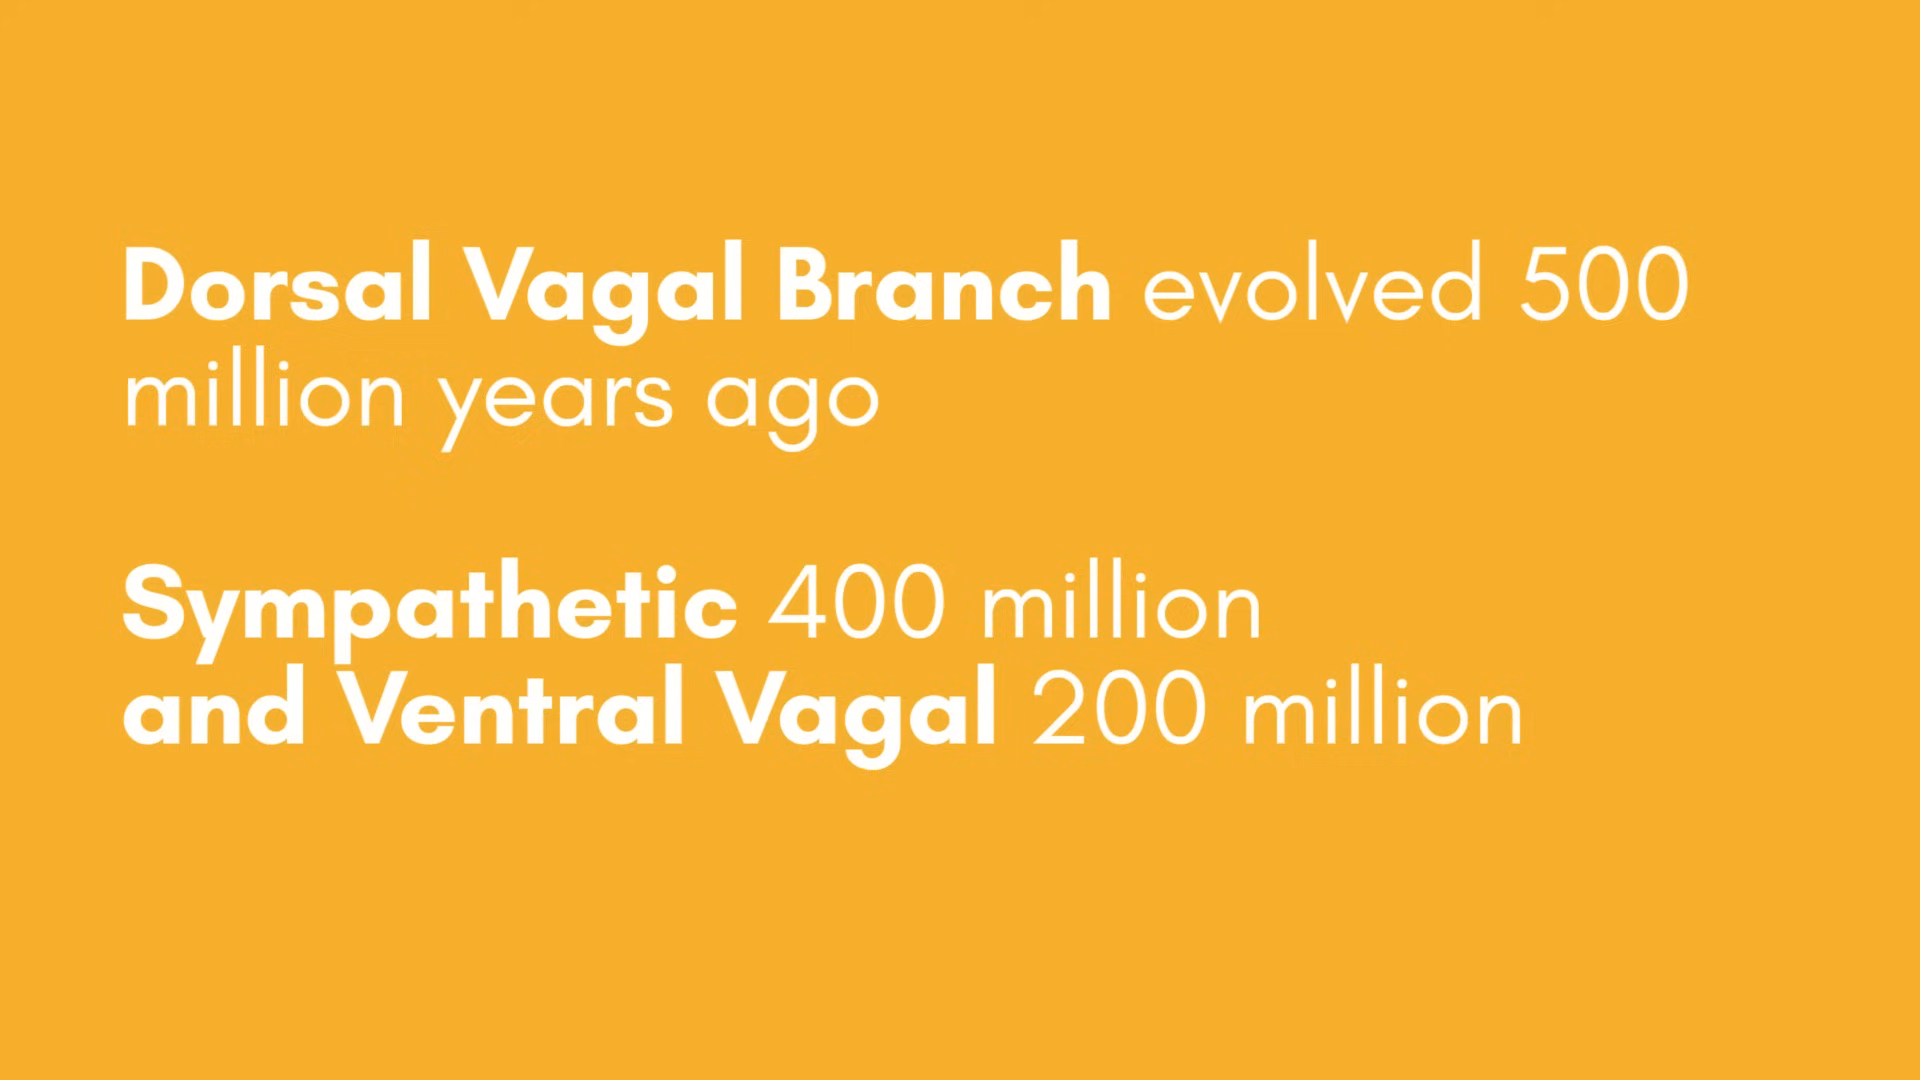 Dorsal Vagal Branch evolved 500
million years ago
Sympathetic 400 million
and Ventral Vagal 200 million